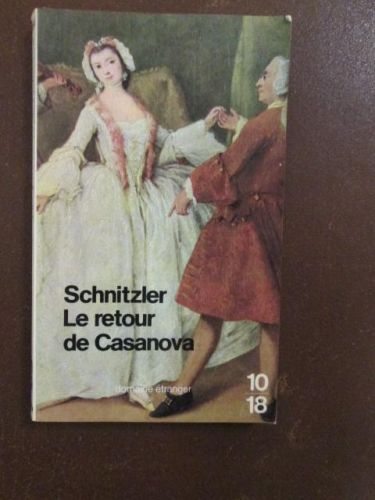 Schnitzler
Le retour
de Casanova
domaine étranger
10
18